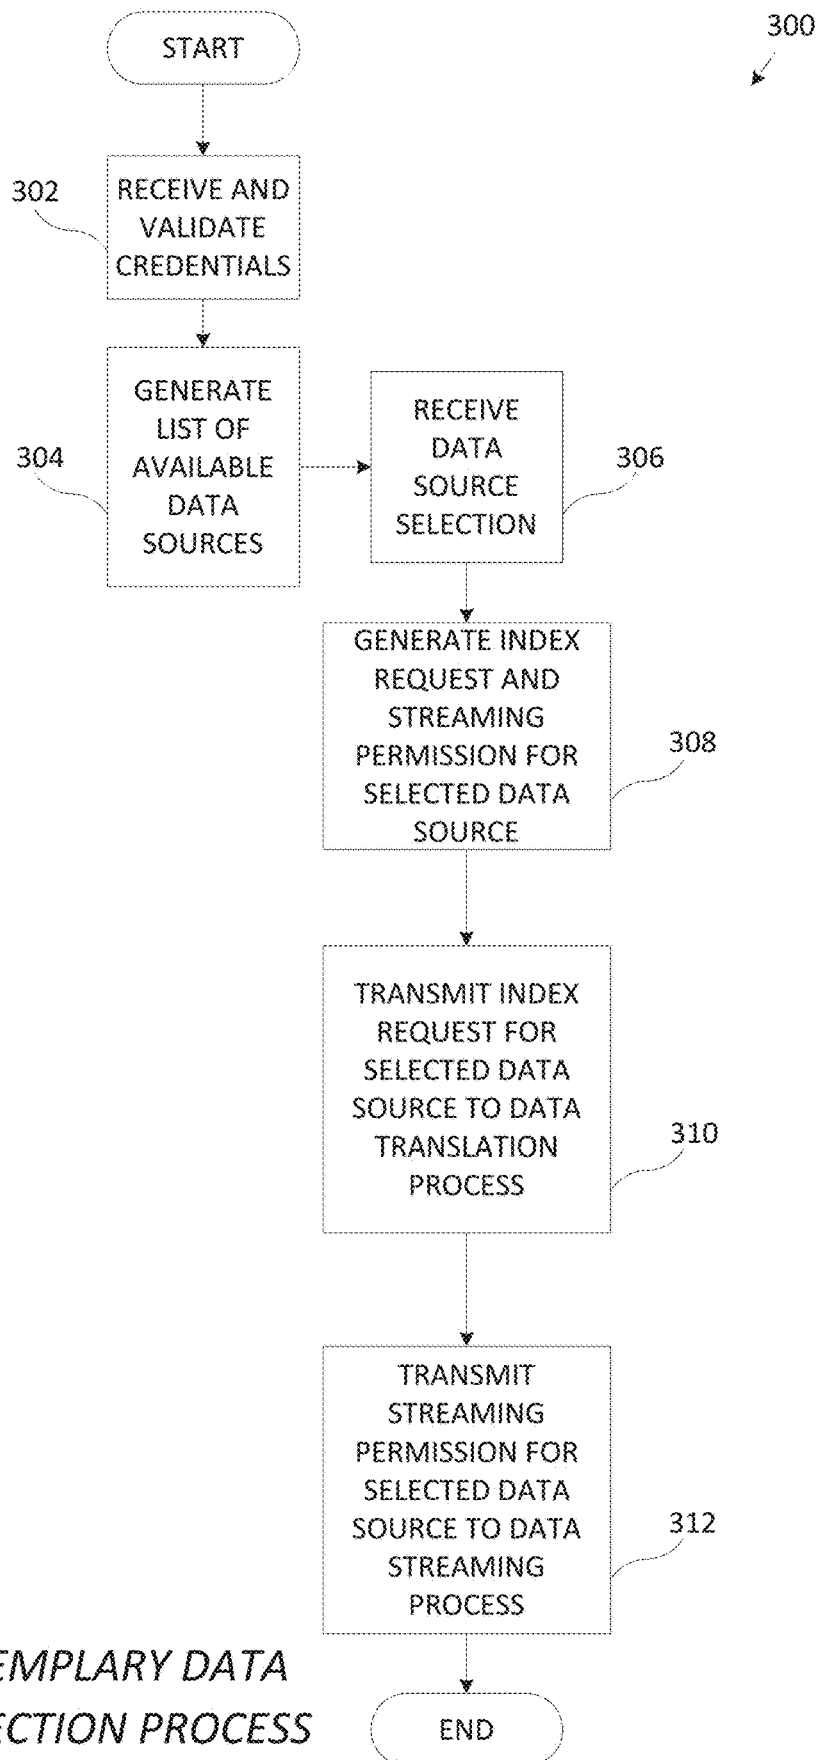 START
300
302
RECEIVE AND
VALIDATE
CREDENTIALS
304
GENERATE
LIST OF
AVAILABLE
DATA
SOURCES
RECEIVE
DATA
SOURCE
SELECTION
306
GENERATE INDEX
REQUEST AND
STREAMING
PERMISSION FOR
SELECTED DATA
SOURCE
308
TRANSMIT INDEX
REQUEST FOR
SELECTED DATA
SOURCE TO DATA
TRANSLATION
PROCESS
310
TRANSMIT
STREAMING
PERMISSION FOR
SELECTED DATA
SOURCE TO DATA
STREAMING
PROCESS
312
EMPLARY DATA
ECTION PROCESS
END